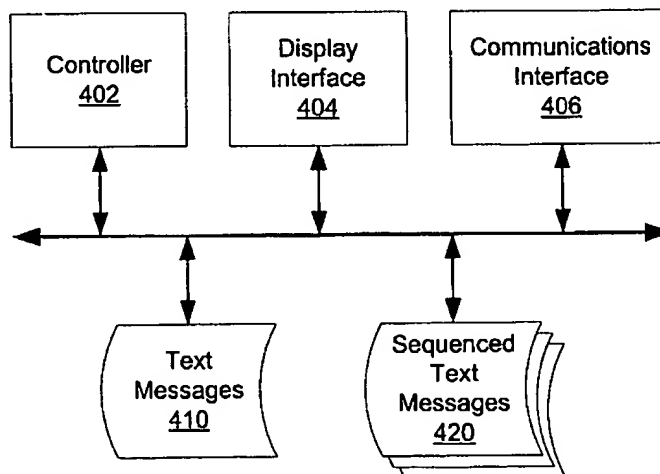 Controller
402
Display
Interface
404
Communications
Interface
406
Text
Messages
410
Sequenced
Text
Messages
420